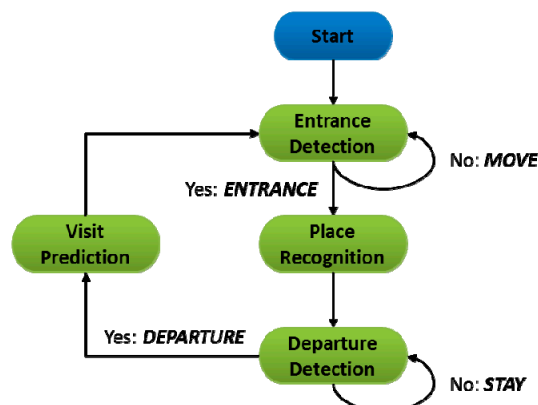 Start
Entrance
Detection
No: MOVE
Yes: ENTRANCE
Visit
Prediction
Place
Recognition
Yes: DEPARTURE
Departure
Detection
No: STAY